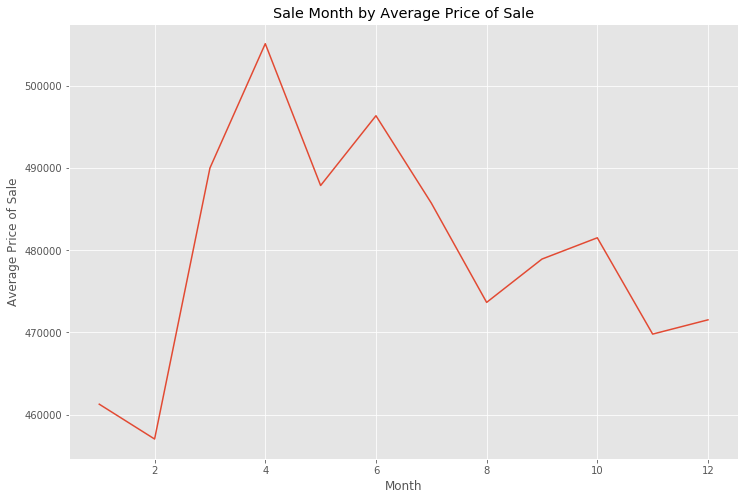 Sale Month by Average Price of Sale
500000
490000
480000
470000
460000
Average Price of Sale
2 4 6 8 10 12
Month